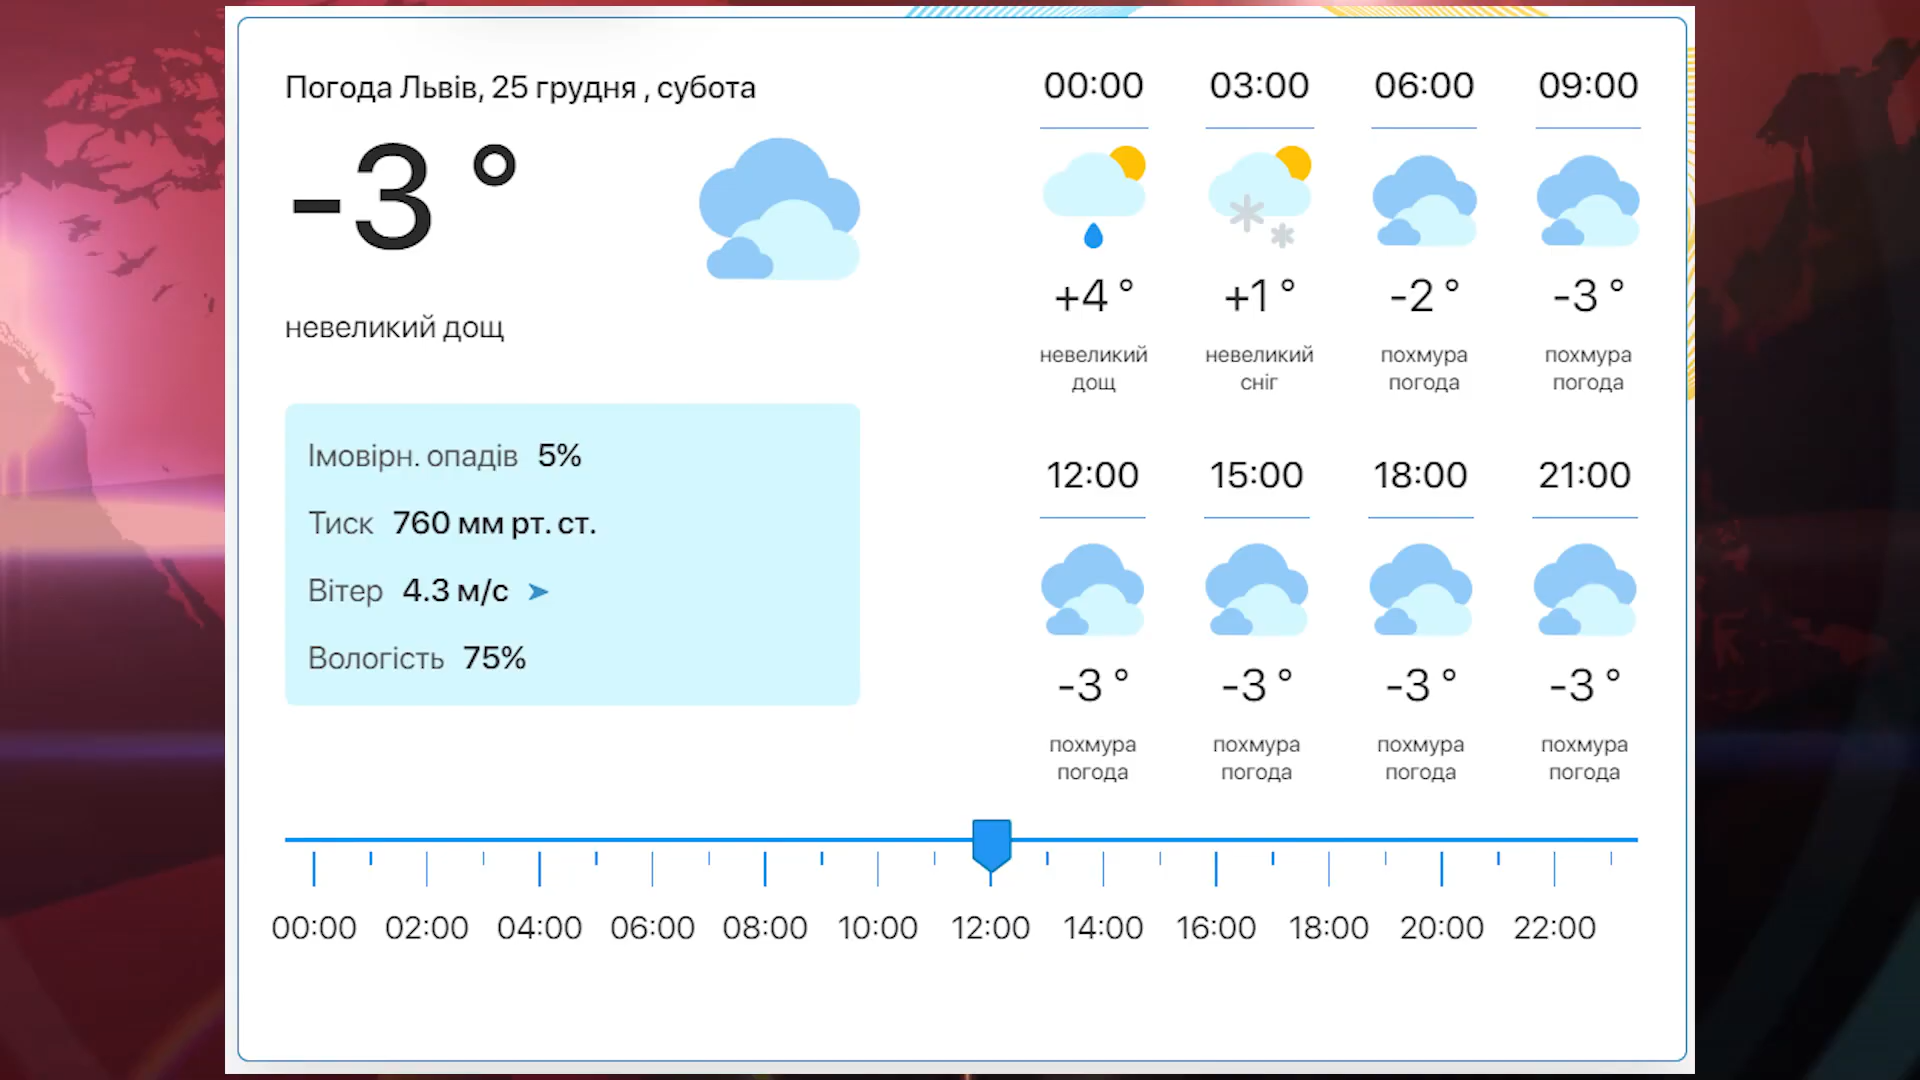 Погода Львів, 25 грудня , субота
-3 °
невеликий дощ
Імовірн. опадів 5%
Тиск 760 мм рт. ст.
Вітер 4.3 м/с
Вологість 75%
00:00 03:00 06:00 09:00
+4 ° +1 ° -2 ° -3 °
невеликий невеликий похмура похмура
дощ сніг погода погода
12:00 15:00 18:00 21:00
-3 ° -3 ° -3 ° -3 °
похмура похмура похмура похмура
погода погода погода погода
00:00 02:00 04:00 06:00 08:00 10:00 12:00 14:00 16:00 18:00 20:00 22:00